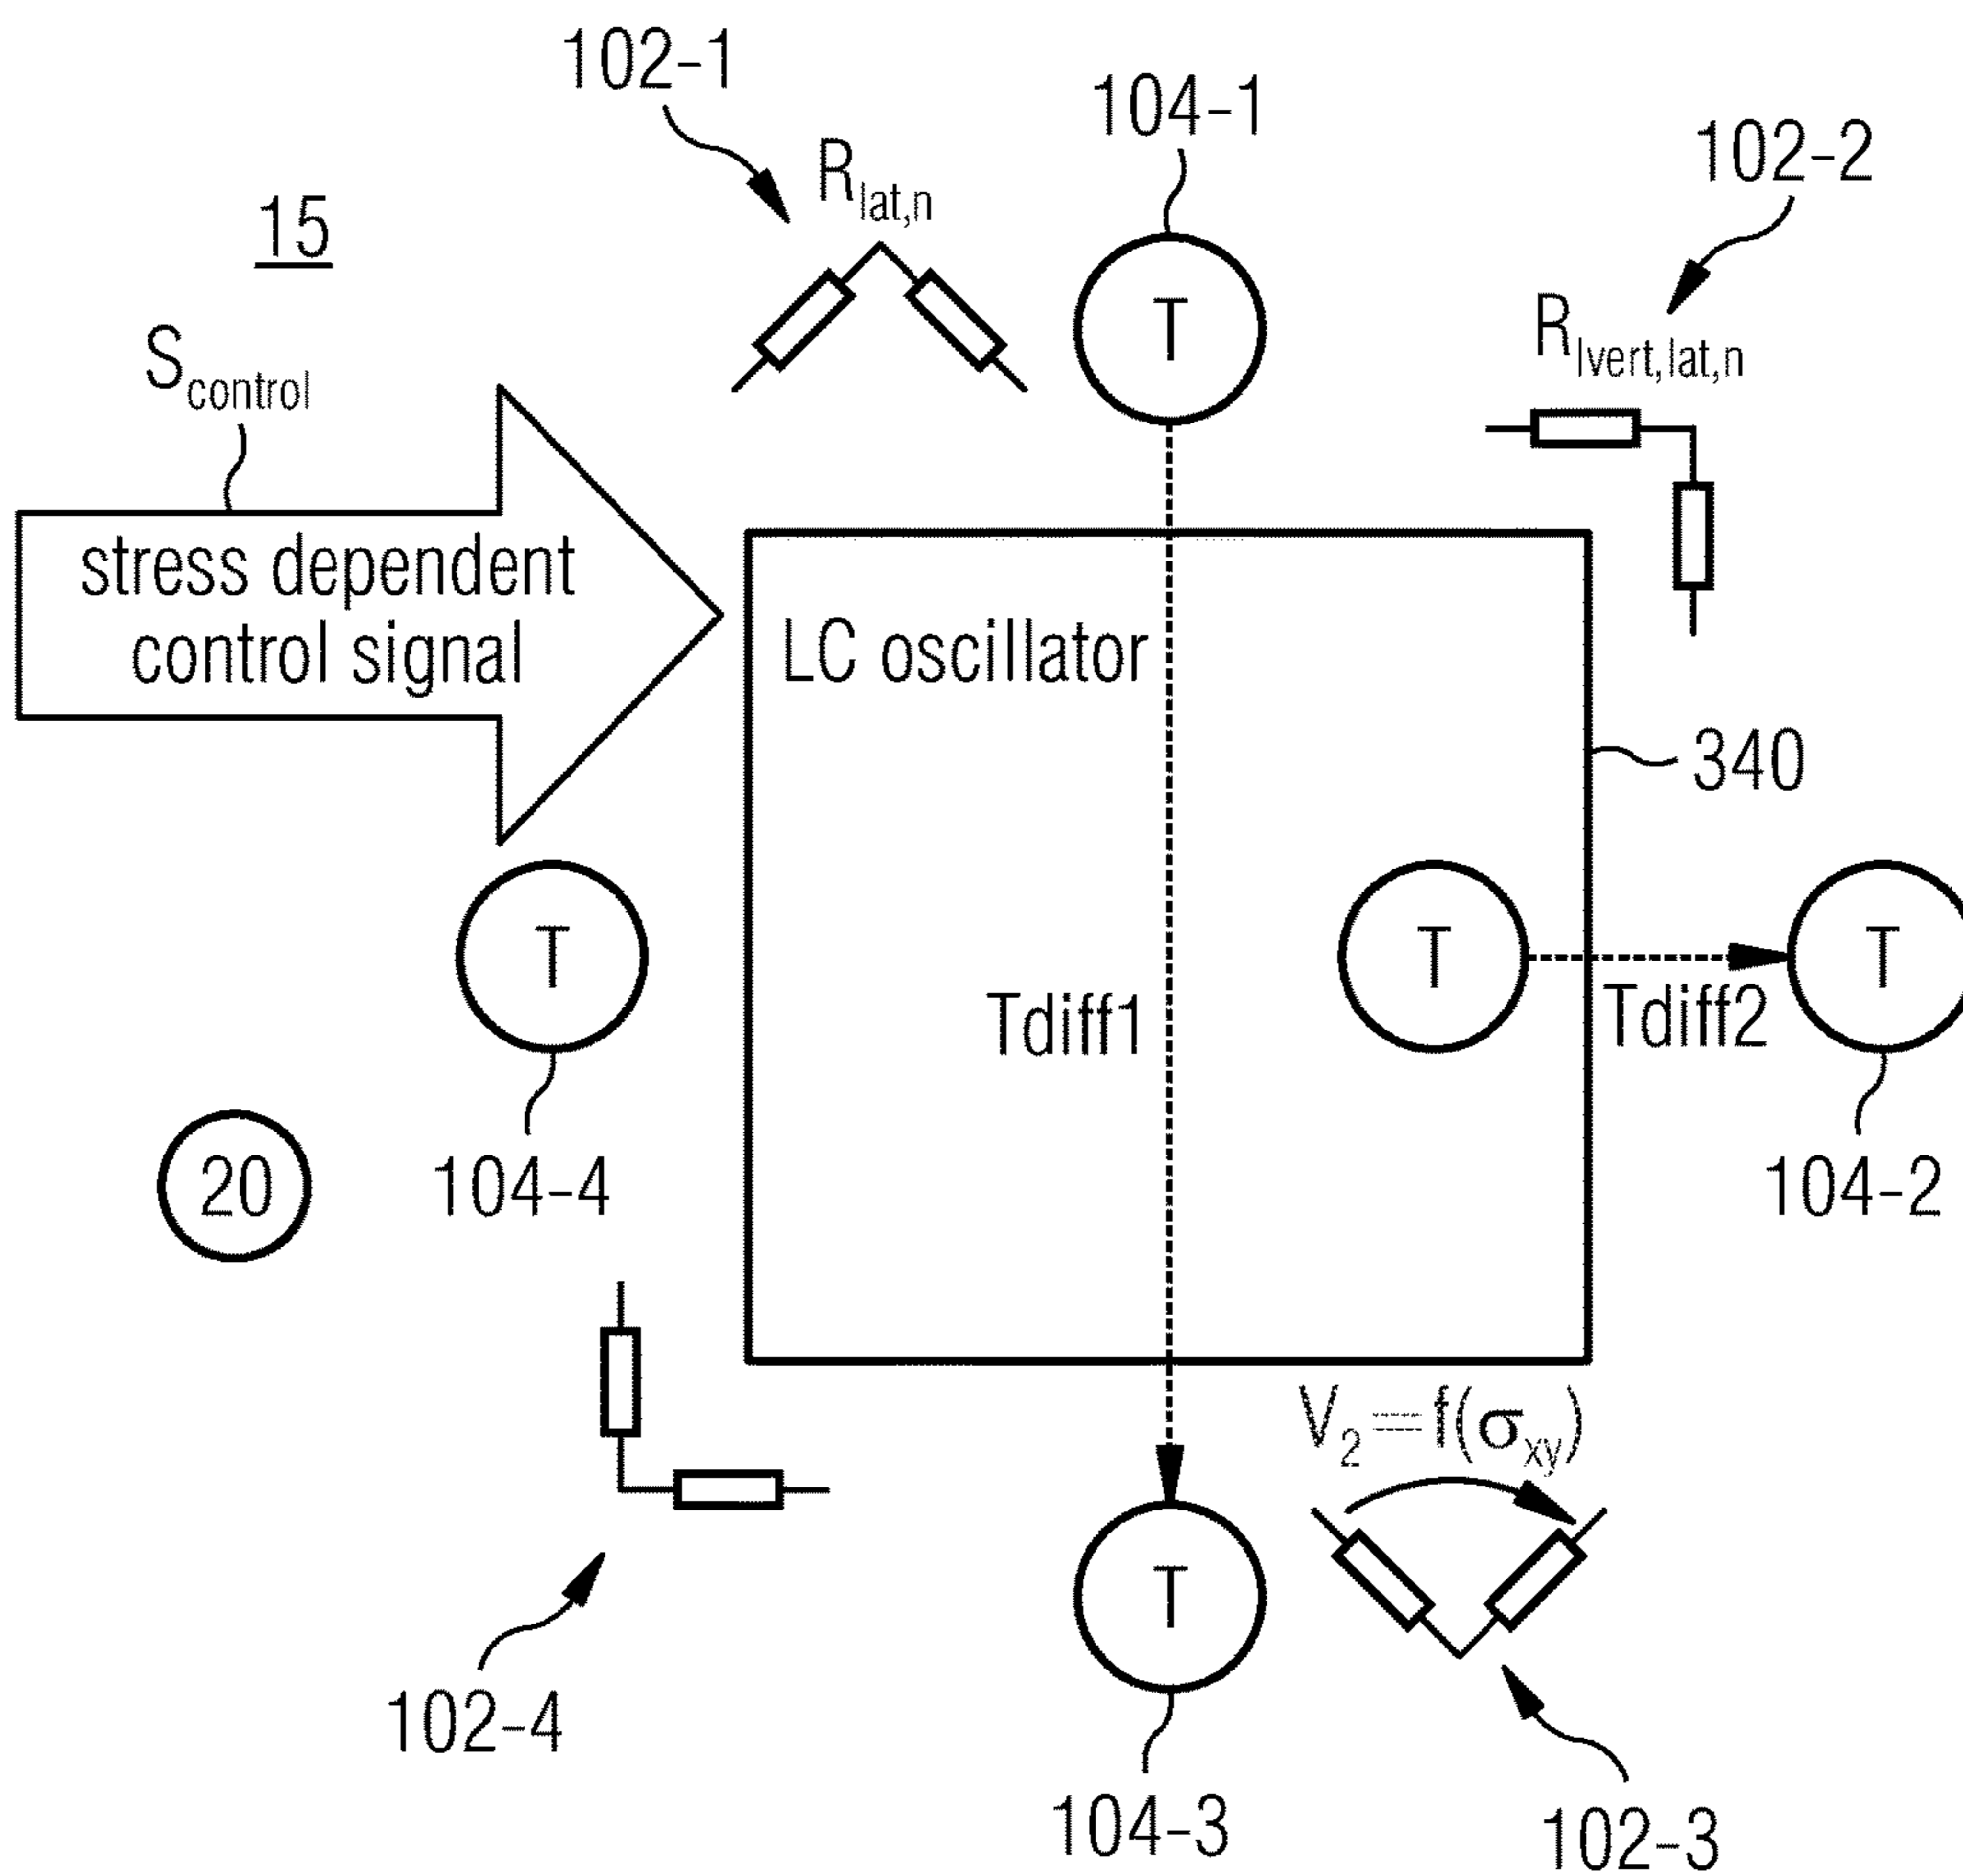 102-1
104-1
102-2
15
R_lat,n
S_control
T
R_lvert,lat,n
stress dependent
control signal
LC oscillator
340
T
T
T
Tdiff1
Tdiff2
20
104-4
104-2
V_2 = f(σ_xy)
T
102-4
104-3
102-3